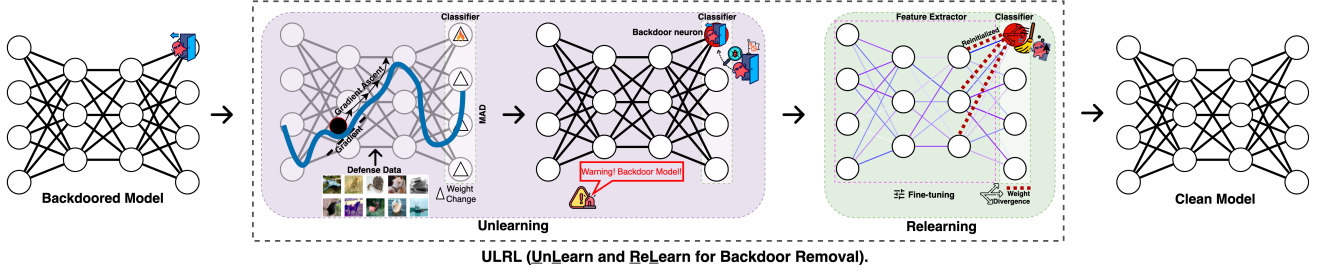 Backdoored Model
Classifier
Gradient Ascent
Gradient
MAD
Defense Data
Weight
Change
Unlearning
Classifier
Backdoor neuron
Warning! Backdoor Model!
Feature Extractor
Classifier
Reinitialized
Fine-tuning
Weight
Divergence
Relearning
Clean Model
ULRL (UnLearn and ReLearn for Backdoor Removal).